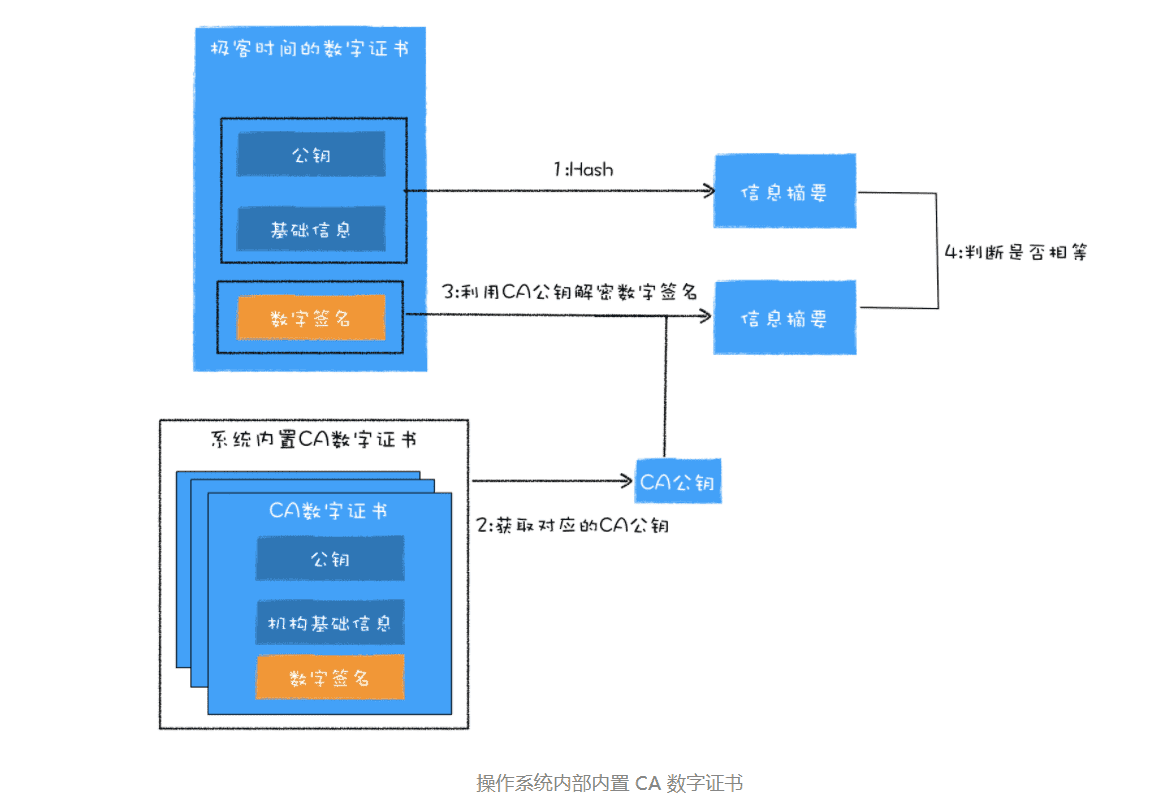 极客时间的数字证书
公钥
基础信息
数字签名
1:Hash
信息摘要
3:利用CA公钥解密数字签名
信息摘要
4:判断是否相等
系统内置CA数字证书
CA数字证书
公钥
机构基础信息
数字签名
CA公钥
2:获取对应的CA公钥
操作系统内部内置 CA 数字证书